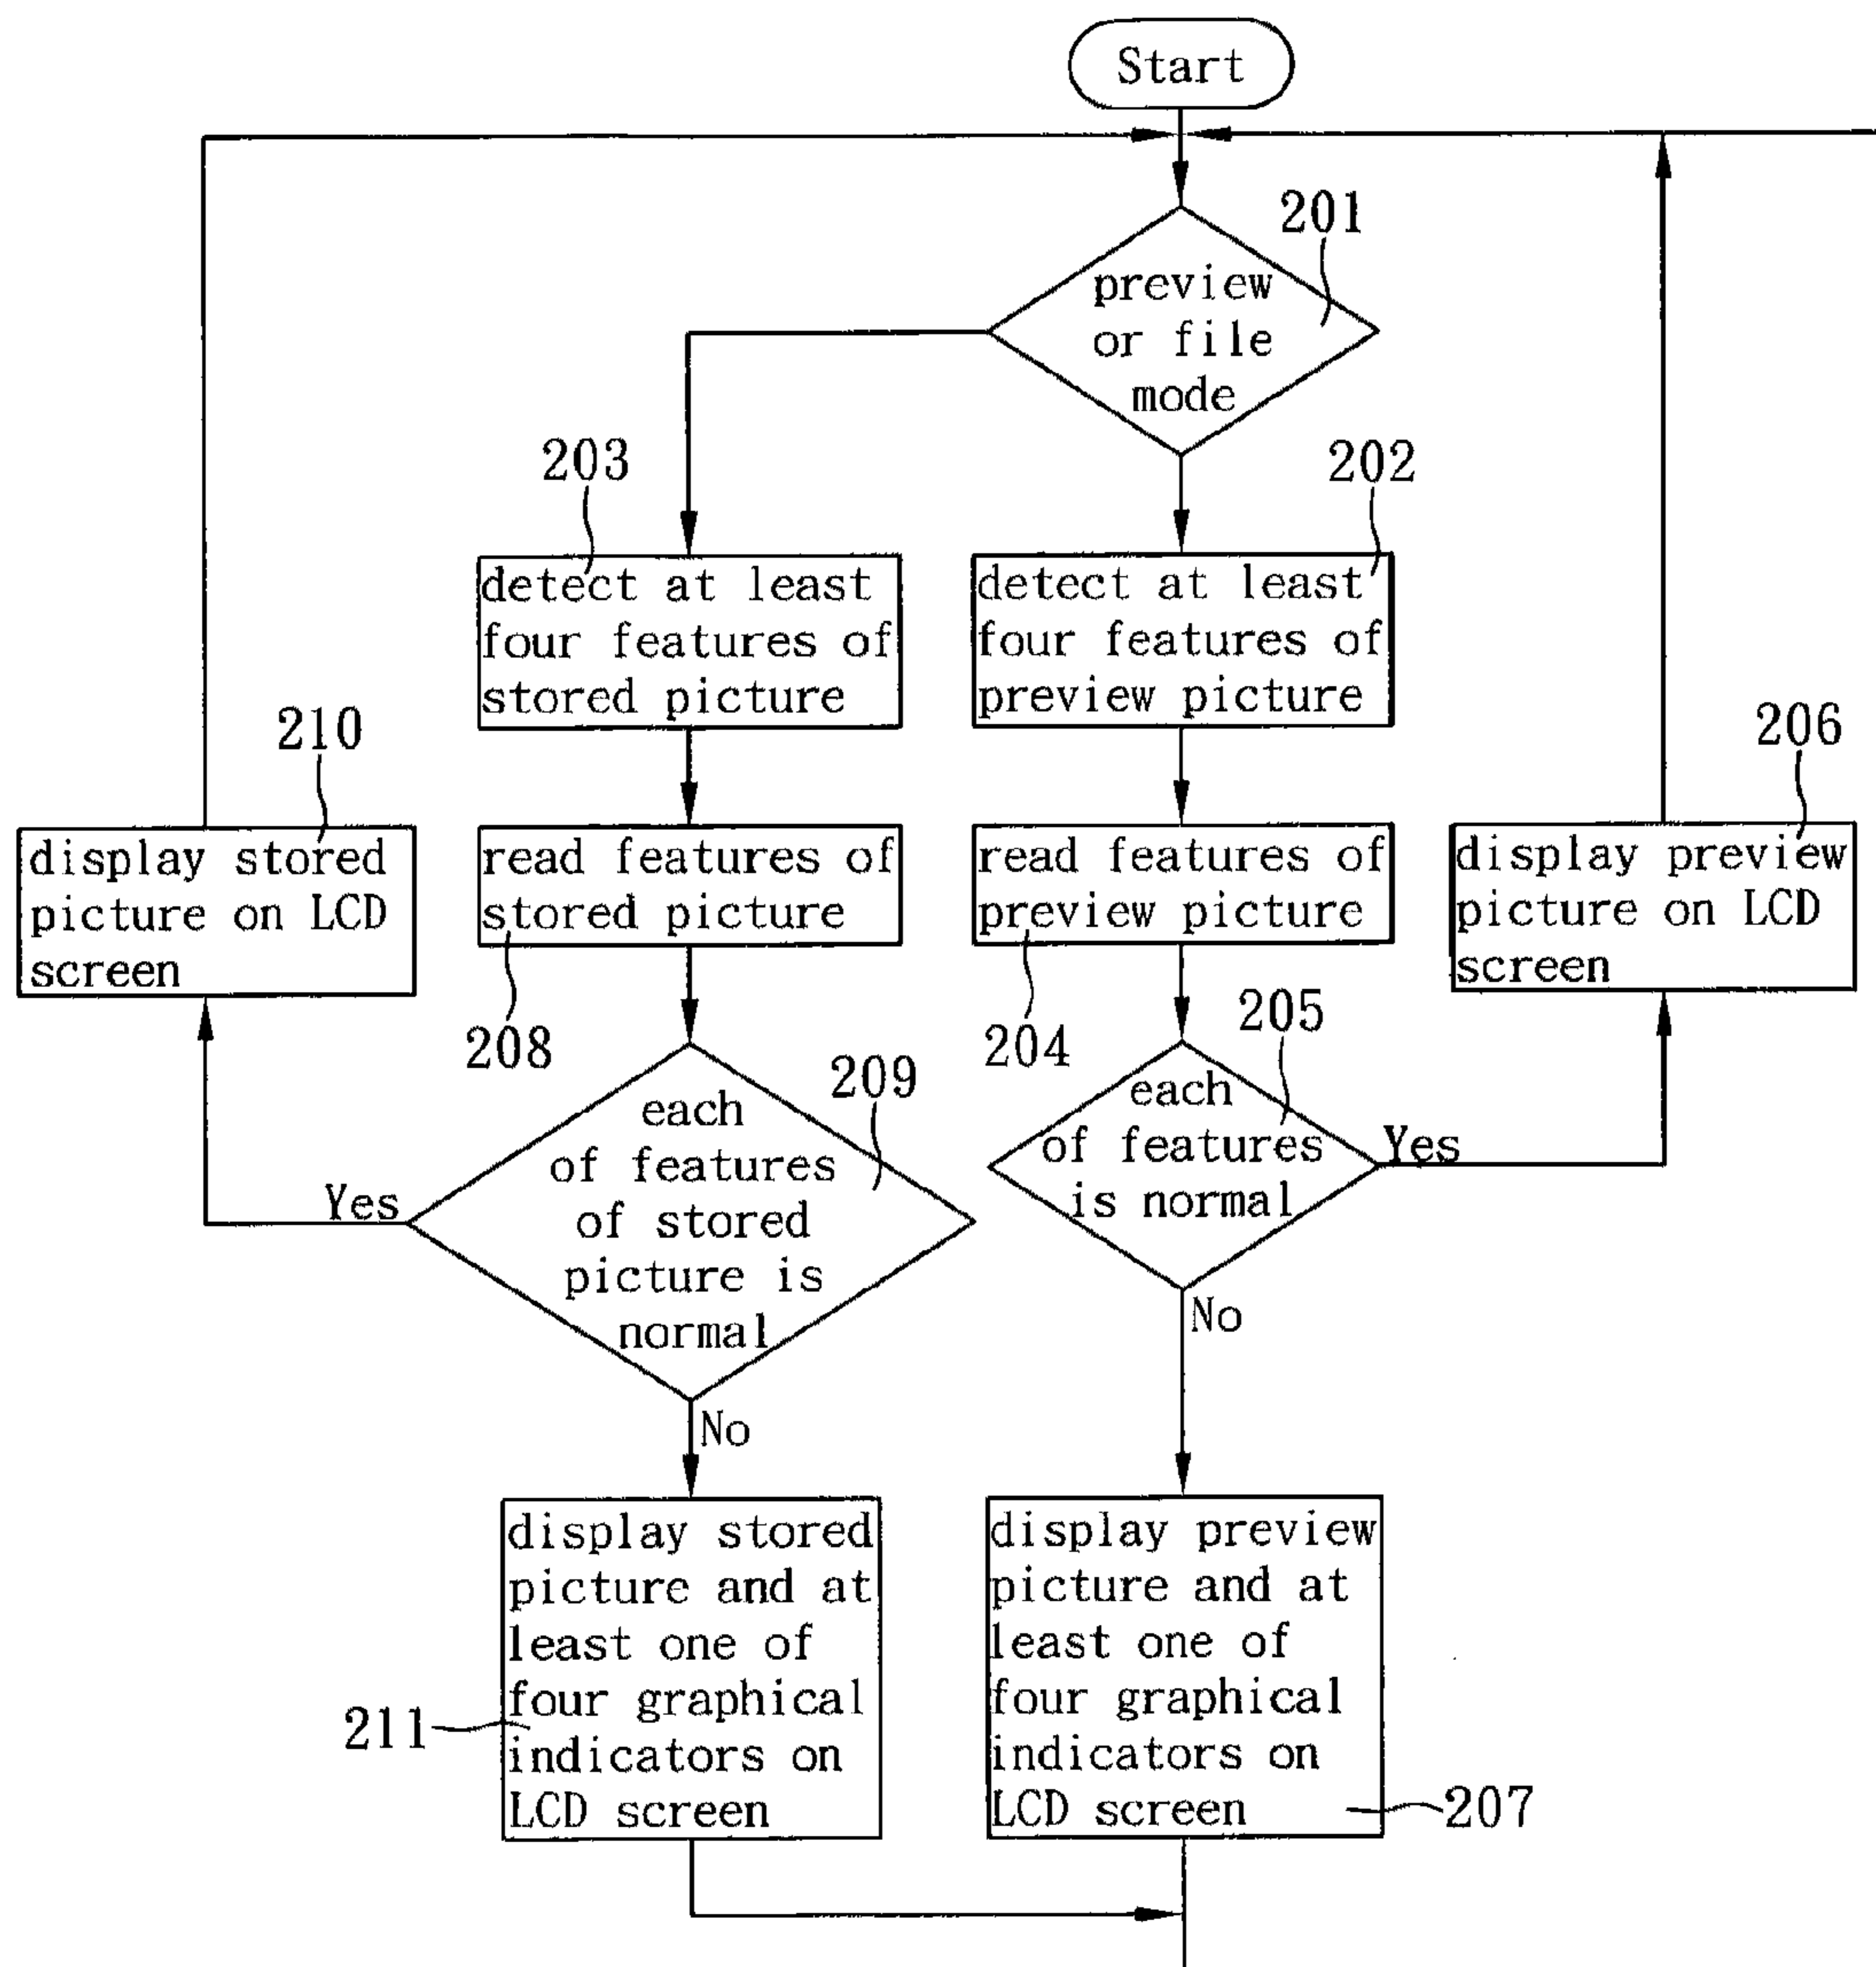 Start
201
preview
or file
mode
203
202
detect at least
four features of
stored picture
detect at least
four features of
preview picture
210
206
display stored
picture on LCD
screen
read features of
stored picture
read features of
preview picture
display preview
picture on LCD
screen
208
204
205
209
each
of features
of stored
picture is
normal
Yes
No
each
of features
is normal
Yes
No
display stored
picture and at
least one of
four graphical
indicators on
LCD screen
211
display preview
picture and at
least one of
four graphical
indicators on
LCD screen
207